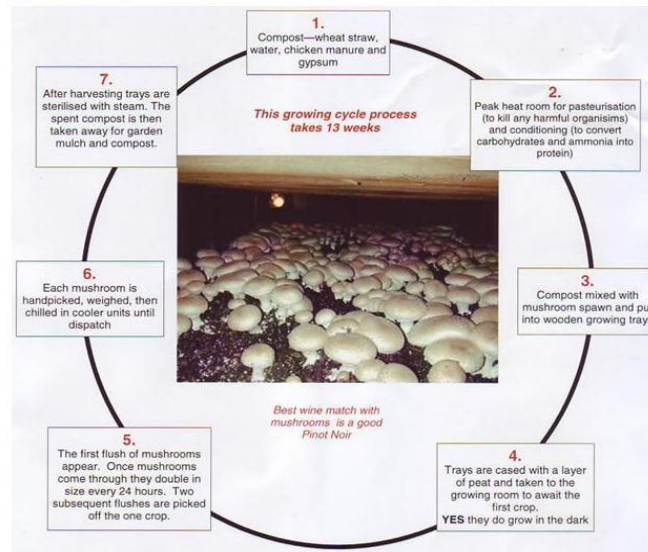 1.
Compost—wheat straw,
water, chicken manure and
gypsum
2.
Peak heat room for pasteurisation
(to kill any harmful organisims)
and conditioning (to convert
carbohydrates and ammonia into
protein)
3.
Compost mixed with
mushroom spawn and pu
into wooden growing tray
4.
Trays are cased with a layer
of peat and taken to the
growing room to await the
first crop.
YES they do grow in the dark
5.
The first flush of mushrooms
appear. Once mushrooms
come through they double in
size every 24 hours. Two
subsequent flushes are picked
off the one crop.
6.
Each mushroom is
handpicked, weighed, then
chilled in cooler units until
dispatch
7.
After harvesting trays are
sterilised with steam. The
spent compost is then
taken away for garden
mulch and compost.
This growing cycle process
takes 13 weeks
Best wine match with
mushrooms is a good
Pinot Noir